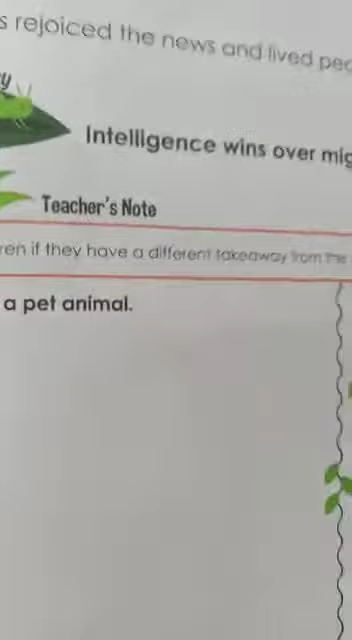 s rejoiced the news and lived pea
y
Intelligence wins over mig
Teacher's Note
ren if they have a different takeaway from the
a pet animal.